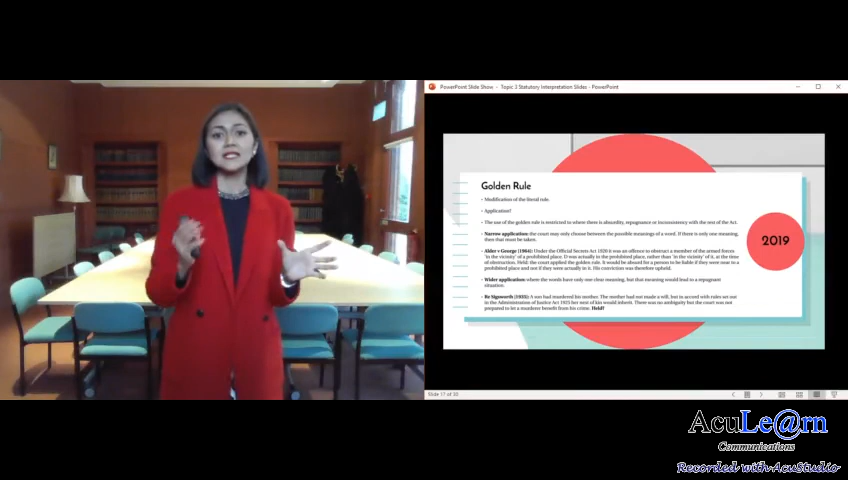 PowerPoint Slide Show - Topic 3 Statutory Interpretation Slides - PowerPoint
Golden Rule
- Modification of the literal rule.
- Application?
- The use of the golden rule is restricted to where there is absurdity, repugnance or inconsistency with the rest of the Act.
- Narrow application: the court may only choose between the possible meanings of a word. If there is only one meaning,
then that must be taken.
- Alder v George (1964): Under the Official Secrets Act 1920 it was an offence to obstruct a member of the armed forces
'in the vicinity' of a prohibited place. D was actually in the prohibited place, rather than 'in the vicinity' of it, at the time
of obstruction. Held: the court applied the golden rule. It would be absurd for a person to be liable if they were near to a
prohibited place and not if they were actually in it. His conviction was therefore upheld.
- Wider application: where the words have only one clear meaning, but that meaning would lead to a repugnant
situation.
- Re Sigsworth (1935): A son had murdered his mother. The mother had not made a will, but in accord with rules set out
in the Administration of Justice Act 1925 her next of kin would inherit. There was no ambiguity but the court was not
prepared to let a murderer benefit from his crime. Held?
2019
Slide 17 of 30
AcuLe@rn
Communications
Recorded with AcuStudio